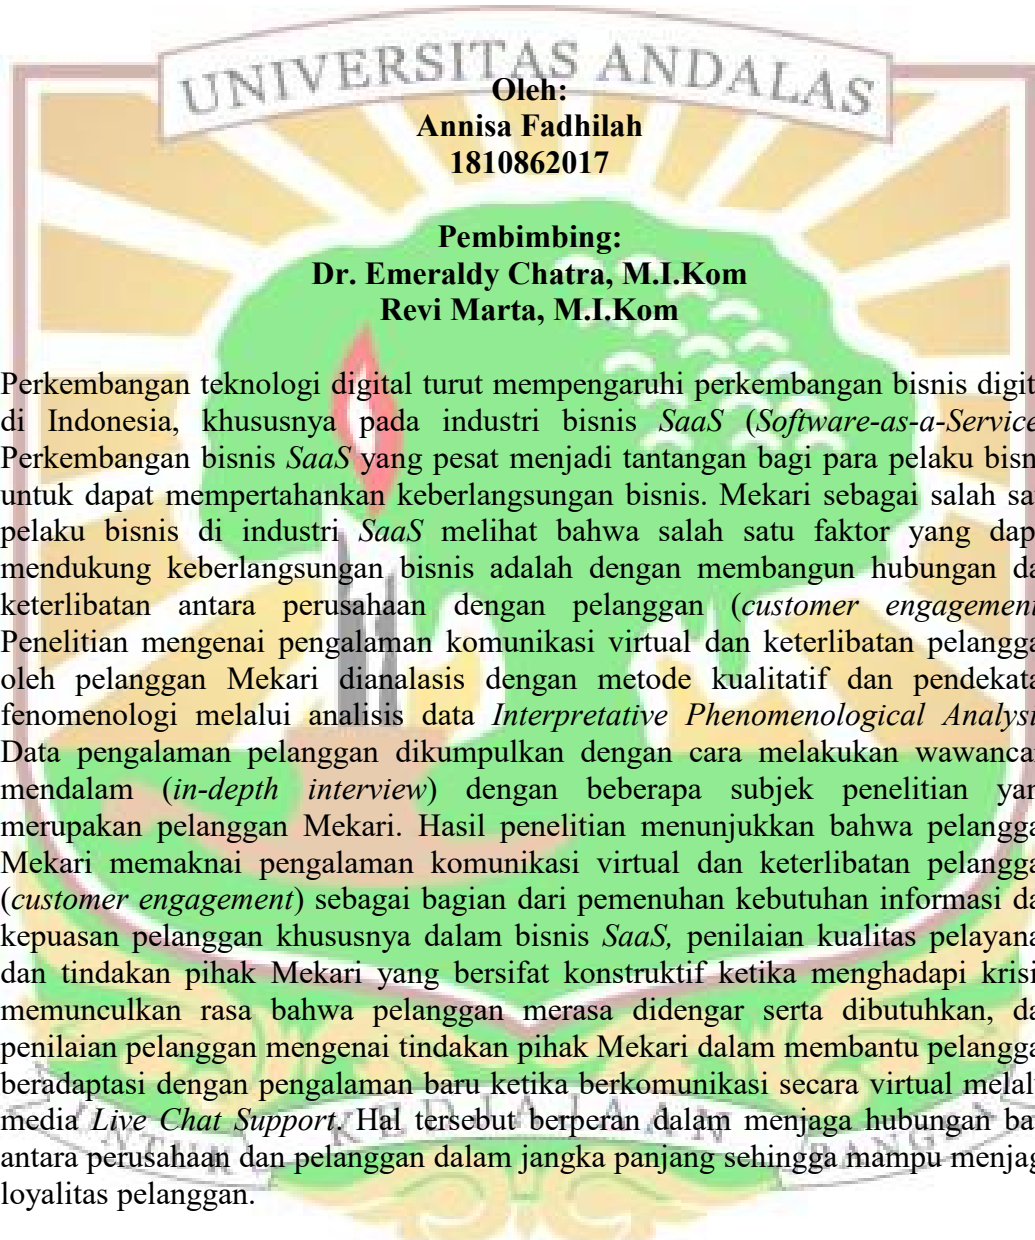 UNIVERSITAS ANDALAS
Oleh:
Annisa Fadhilah
1810862017
Pembimbing:
Dr. Emeraldy Chatra, M.I.Kom
Revi Marta, M.I.Kom
Perkembangan teknologi digital turut mempengaruhi perkembangan bisnis digit
di Indonesia, khususnya pada industri bisnis SaaS (Software-as-a-Service
Perkembangan bisnis SaaS yang pesat menjadi tantangan bagi para pelaku bisn
untuk dapat mempertahankan keberlangsungan bisnis. Mekari sebagai salah sa
pelaku bisnis di industri SaaS melihat bahwa salah satu faktor yang dap
mendukung keberlangsungan bisnis adalah dengan membangun hubungan da
keterlibatan antara perusahaan dengan pelanggan (customer engagement
Penelitian mengenai pengalaman komunikasi virtual dan keterlibatan pelangga
oleh pelanggan Mekari dianalasis dengan metode kualitatif dan pendekata
fenomenologi melalui analisis data Interpretative Phenomenological Analysi
Data pengalaman pelanggan dikumpulkan dengan cara melakukan wawanca
mendalam (in-depth interview) dengan beberapa subjek penelitian yan
merupakan pelanggan Mekari. Hasil penelitian menunjukkan bahwa pelangga
Mekari memaknai pengalaman komunikasi virtual dan keterlibatan pelangga
(customer engagement) sebagai bagian dari pemenuhan kebutuhan informasi da
kepuasan pelanggan khususnya dalam bisnis SaaS, penilaian kualitas pelayana
dan tindakan pihak Mekari yang bersifat konstruktif ketika menghadapi krisi
memunculkan rasa bahwa pelanggan merasa didengar serta dibutuhkan, da
penilaian pelanggan mengenai tindakan pihak Mekari dalam membantu pelangga
beradaptasi dengan pengalaman baru ketika berkomunikasi secara virtual melal
media Live Chat Support. Hal tersebut berperan dalam menjaga hubungan ba
antara perusahaan dan pelanggan dalam jangka panjang sehingga mampu menjag
loyalitas pelanggan.